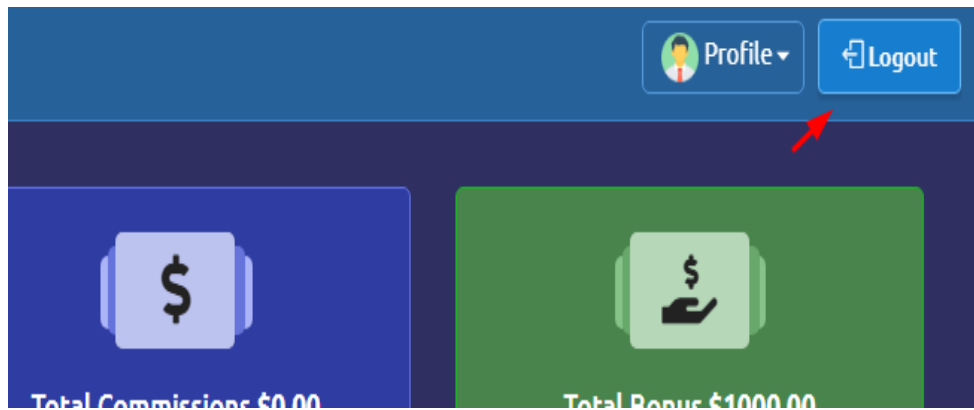 Profile
Logout
$
$
Total Commissions $0.00
Total Bonus $1000.00